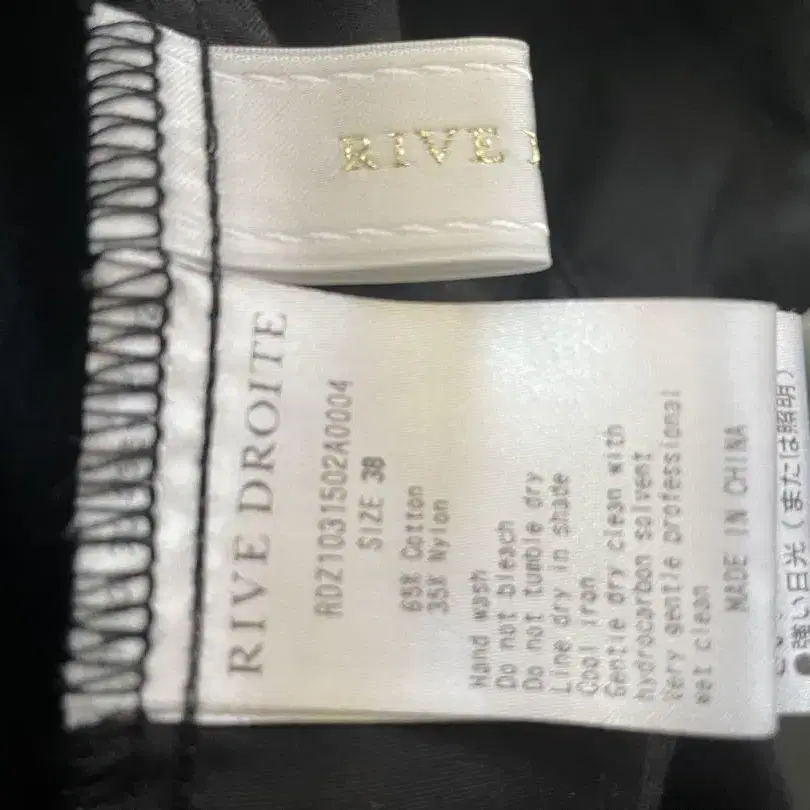 RIVE
RIVE DROITE
RDZ1031502A0004
SIZE 38
65% Cotton
35% Nylon
Hand wash
Do not bleach
Do not tumble dry
Line dry in shade
Cool iron
Gentle dry clean with
hydrocarbon solvent
Very gentle professional
wet clean
MADE IN CHINA
●強い日光(または照明)